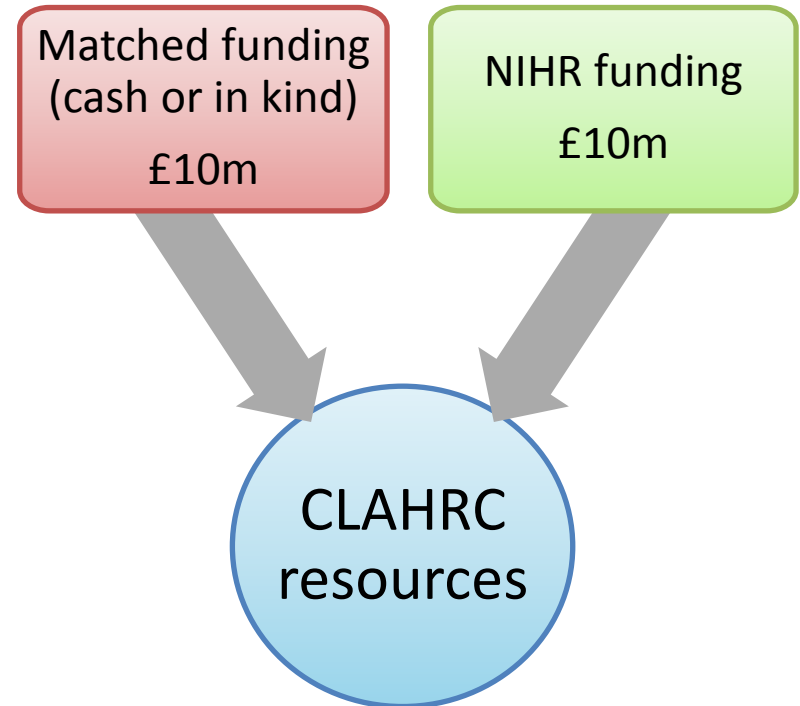 Matched funding
(cash or in kind)
£10m
NIHR funding
£10m
CLAHRC
resources